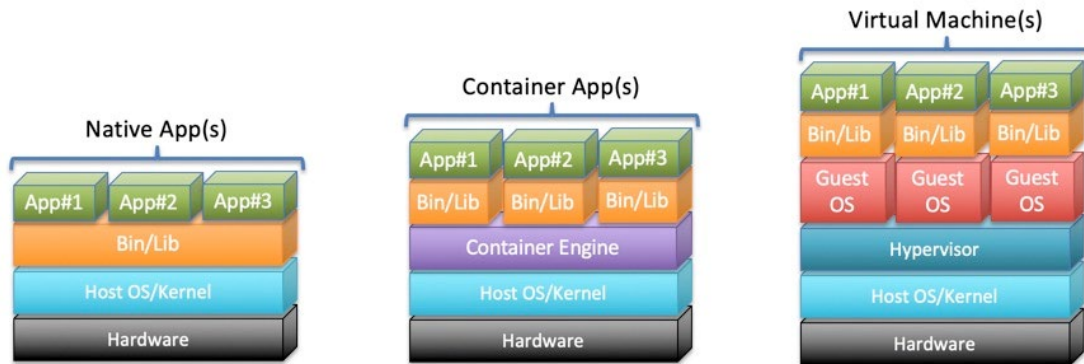 Native App(s)
App#1 App#2 App#3
Bin/Lib
Host OS/Kernel
Hardware
Container App(s)
App#1 App#2 App#3
Bin/Lib Bin/Lib Bin/Lib
Container Engine
Host OS/Kernel
Hardware
Virtual Machine(s)
App#1 App#2 App#3
Bin/Lib Bin/Lib Bin/Lib
Guest Guest Guest
OS OS OS
Hypervisor
Host OS/Kernel
Hardware